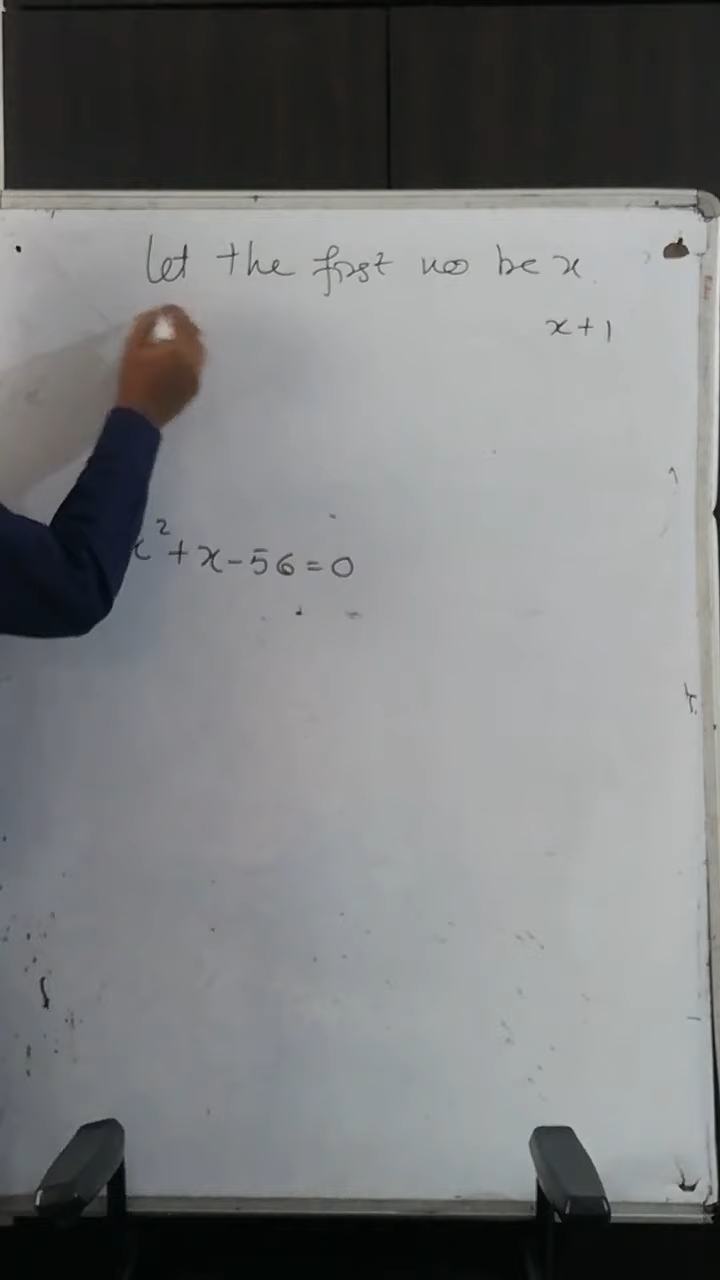 let the first no be x
x+1
x²+x-56=0